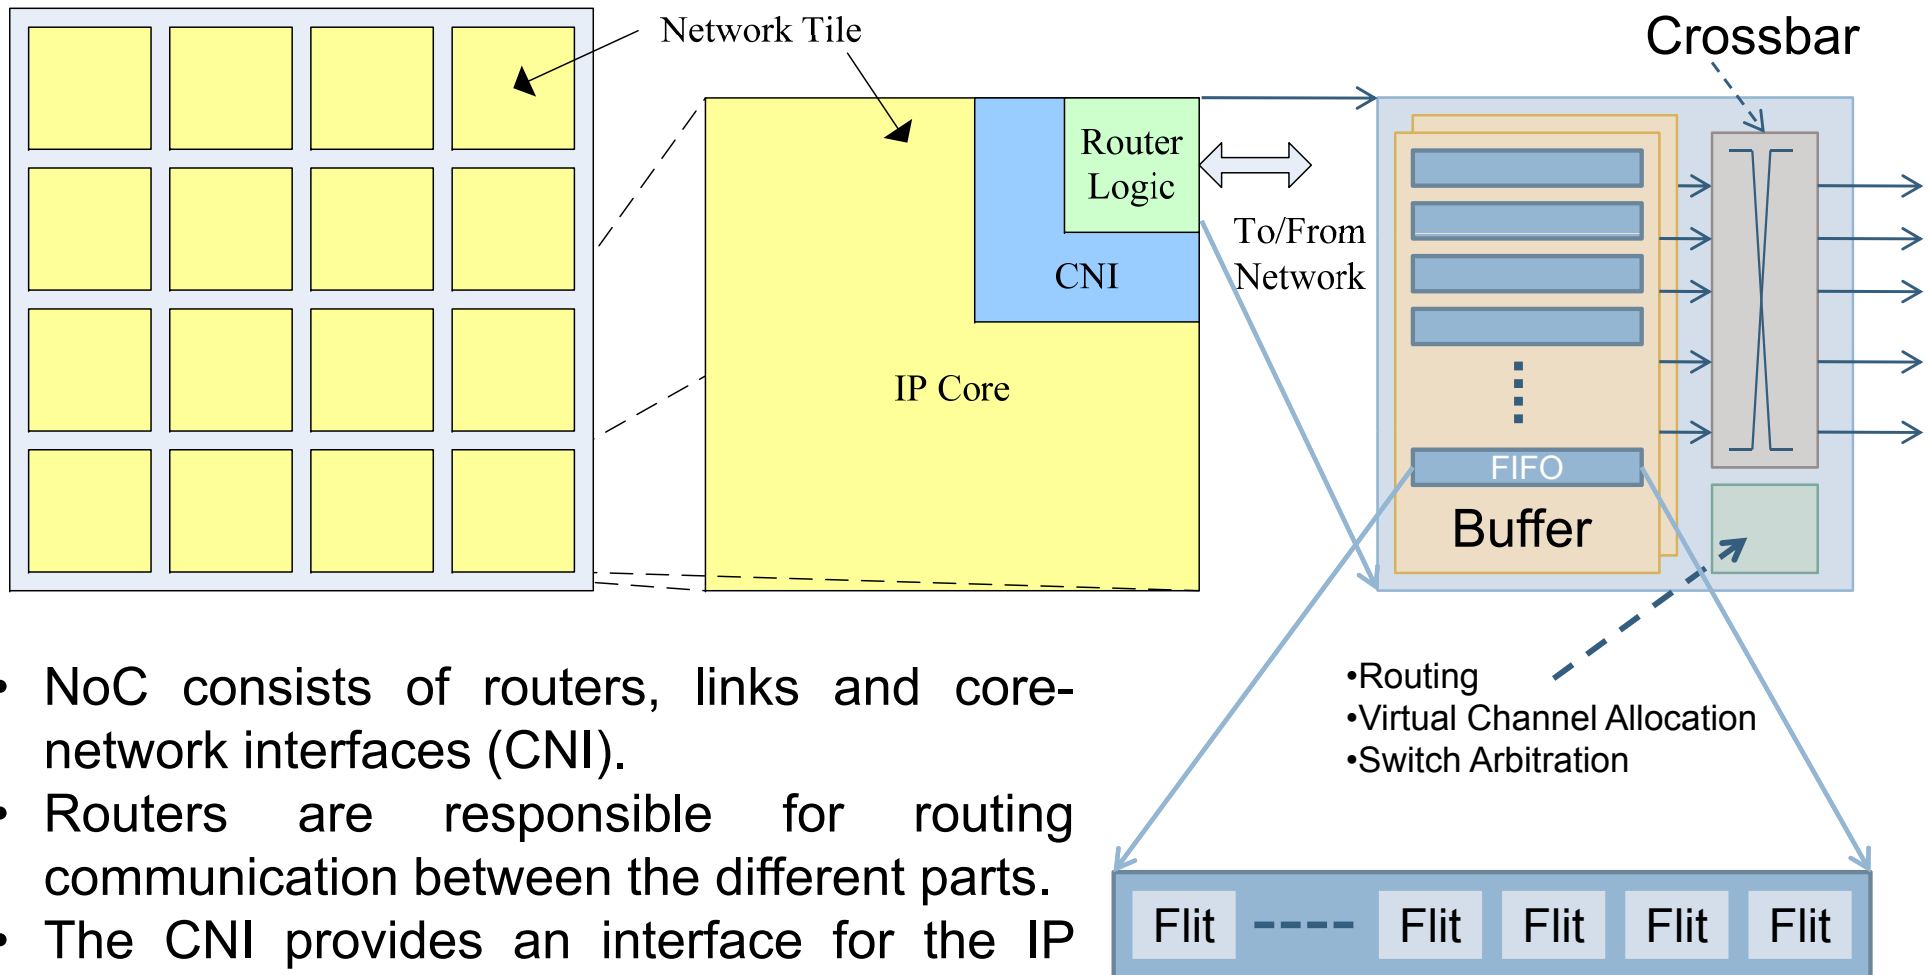 Network Tile
Crossbar
Router
Logic
To/From
Network
CNI
IP Core
FIFO
Buffer
• NoC consists of routers, links and core-
network interfaces (CNI).
• Routers are responsible for routing
communication between the different parts.
• The CNI provides an interface for the IP
•Routing
•Virtual Channel Allocation
•Switch Arbitration
Flit Flit Flit Flit Flit